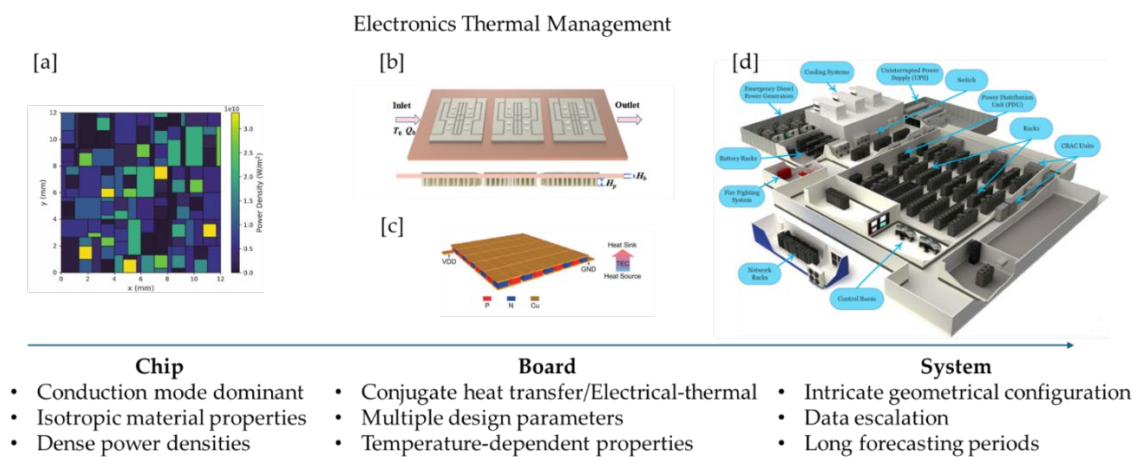 Electronics Thermal Management
[a]
1e10
12
10
8
6
4
2
0
y (mm)
0 2 4 6 8 10 12
x (mm)
3.5
3.0
2.5
2.0
1.5
1.0
0.5
0.0
Power Density (W/m²)
[b]
Inlet
Outlet
T₀ Q₀
Hb
Hp
[c]
VDD
GND
Heat Sink
TEC
Heat Source
P N Cu
[d]
Cooling Systems
Uninterrupted Power
Supply (UPS)
Switch
Emergency Diesel
Power Generators
Power Distribution
Unit (PDU)
Racks
CRAC Units
Battery Racks
Fire Fighting
System
Network
Racks
Control Room
Chip
• Conduction mode dominant
• Isotropic material properties
• Dense power densities
Board
• Conjugate heat transfer/Electrical-thermal
• Multiple design parameters
• Temperature-dependent properties
System
• Intricate geometrical configuration
• Data escalation
• Long forecasting periods